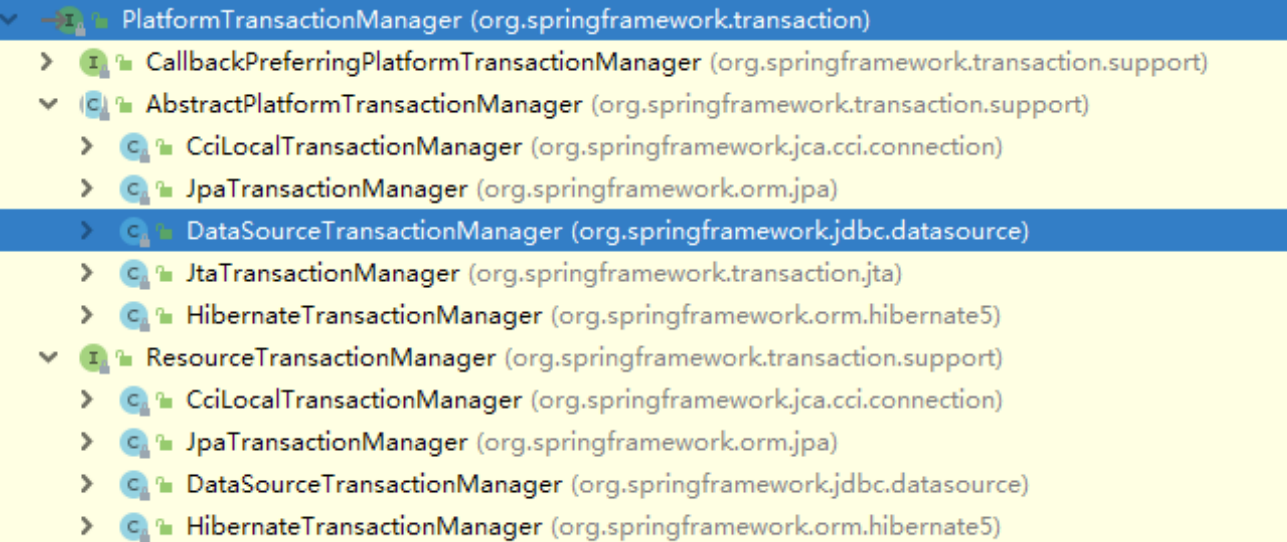 PlatformTransactionManager (org.springframework.transaction)
CallbackPreferringPlatformTransactionManager (org.springframework.transaction.support)
AbstractPlatformTransactionManager (org.springframework.transaction.support)
CciLocalTransactionManager (org.springframework.jca.cci.connection)
JpaTransactionManager (org.springframework.orm.jpa)
DataSourceTransactionManager (org.springframework.jdbc.datasource)
JtaTransactionManager (org.springframework.transaction.jta)
HibernateTransactionManager (org.springframework.orm.hibernate5)
ResourceTransactionManager (org.springframework.transaction.support)
CciLocalTransactionManager (org.springframework.jca.cci.connection)
JpaTransactionManager (org.springframework.orm.jpa)
DataSourceTransactionManager (org.springframework.jdbc.datasource)
HibernateTransactionManager (org.springframework.orm.hibernate5)